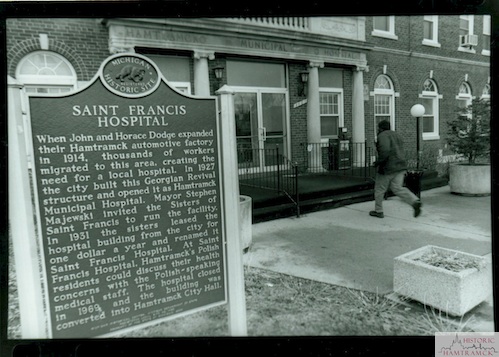 MICHIGAN
HISTORIC SITE
SAINT FRANCIS
HOSPITAL
When John and Horace Dodge expanded
their Hamtramck automotive factory
in 1914, thousands of workers
migrated to this area, creating the
need for a local hospital. In 1927
the city built this Georgian Revival
structure and opened it as Hamtramck
Municipal Hospital. Mayor Stephen
Majewski invited the Sisters of
Saint Francis to run the facility.
In 1931 the sisters leased the
hospital building from the city for
one dollar a year and renamed it
Saint Francis Hospital. At Saint
Francis Hospital, Hamtramck's Polish
residents could discuss their health
concerns with the Polish-speaking
medical staff. The hospital closed
in 1969, and the building was
converted into Hamtramck City Hall.
HAMTRAMCK MUNICIPAL
HISTORIC
HAMTRAMCK